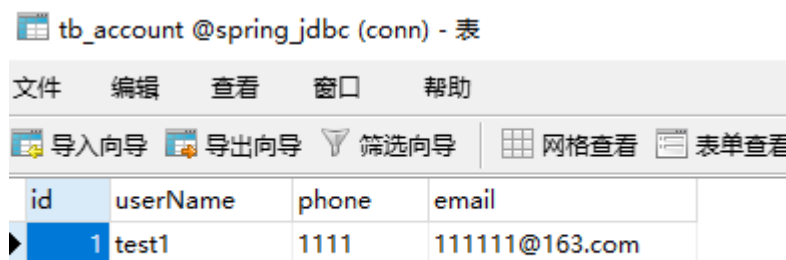 tb_account @spring_jdbc (conn) - 表
文件 编辑 查看 窗口 帮助
导入向导 导出向导 筛选向导 网格查看 表单查看
id userName phone email
1 test1 1111 111111@163.com